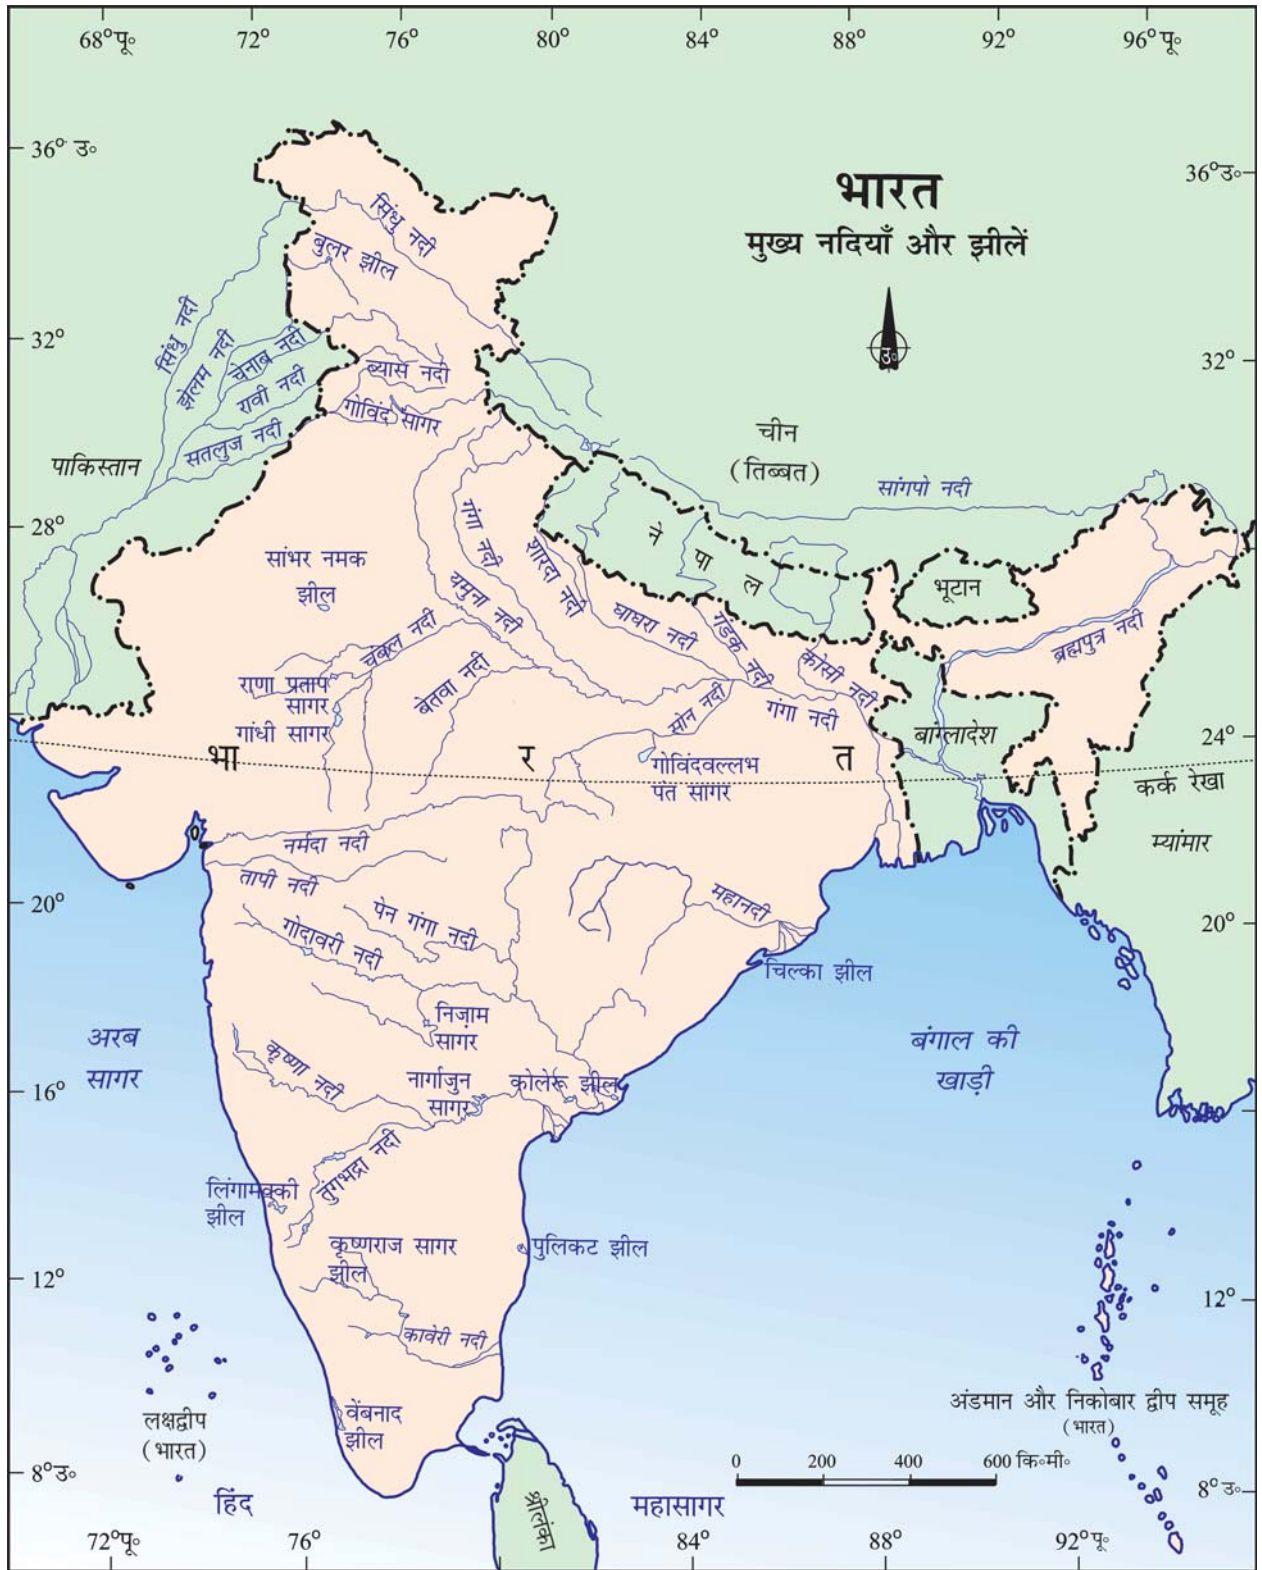 68°पू॰
72°
76°
80°
84°
88°
92°
96°पू॰
36° उ॰
36°उ॰
भारत
मुख्य नदियाँ और झीलें
उ॰
सिंधु नदी
बुलर झील
32°
32°
सिंधु नदी
झेलम नदी
चेनाब नदी
रावी नदी
सतलुज नदी
ब्यास नदी
गोविंद सागर
पाकिस्तान
चीन
(तिब्बत)
सांगपो नदी
28°
28°
सांभर नमक
झील
गंगा नदी
यमुना नदी
शारदा नदी
घाघरा नदी
गंडक नदी
कोसी नदी
नेपाल
भूटान
ब्रह्मपुत्र नदी
चंबल नदी
बेतवा नदी
राणा प्रताप
सागर
गांधी सागर
सोन नदी
गंगा नदी
बांग्लादेश
24°
भारत
गोविंदवल्लभ
पंत सागर
कर्क रेखा
म्यांमार
नर्मदा नदी
तापी नदी
20°
20°
पेन गंगा नदी
गोदावरी नदी
महानदी
चिल्का झील
निज़ाम
सागर
अरब
सागर
बंगाल की
खाड़ी
कृष्णा नदी
नार्गाजुन
सागर
कोलेरू झील
16°
16°
तुंगभद्रा नदी
लिंगामक्की
झील
कृष्णराज सागर
झील
पुलिकट झील
12°
12°
कावेरी नदी
वेंबनाद
झील
लक्षद्वीप
(भारत)
अंडमान और निकोबार द्वीप समूह
(भारत)
0 200 400 600 कि॰मी॰
8°उ॰
8°उ॰
हिंद
महासागर
श्रीलंका
72°पू॰
76°
84°
88°
92°पू॰